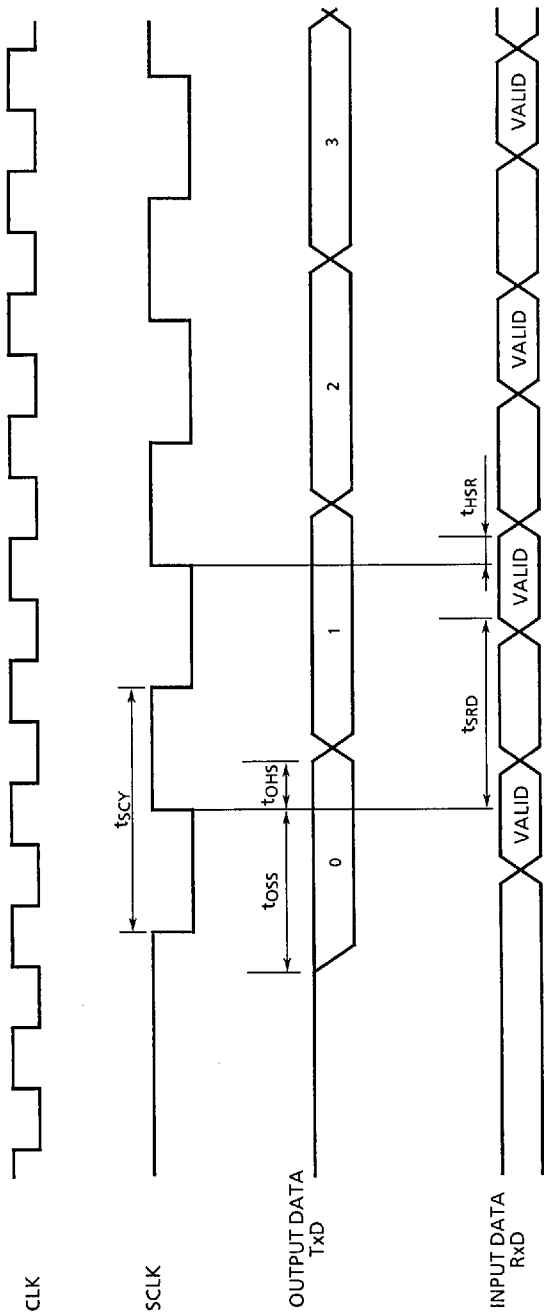 CLK
SCLK
tSCY
OUTPUT DATA
TxD
tOSS
tOHS
0
1
2
3
INPUT DATA
RxD
tSRD
tHSR
VALID
VALID
VALID
VALID